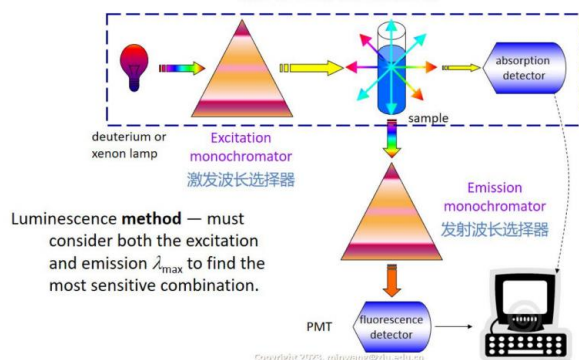 absorption
detector
sample
deuterium or
xenon lamp
Excitation
monochromator
激发波长选择器
Emission
monochromator
发射波长选择器
Luminescence method — must
consider both the excitation
and emission λmax to find the
most sensitive combination.
PMT
fluorescence
detector
Copyright 2023,